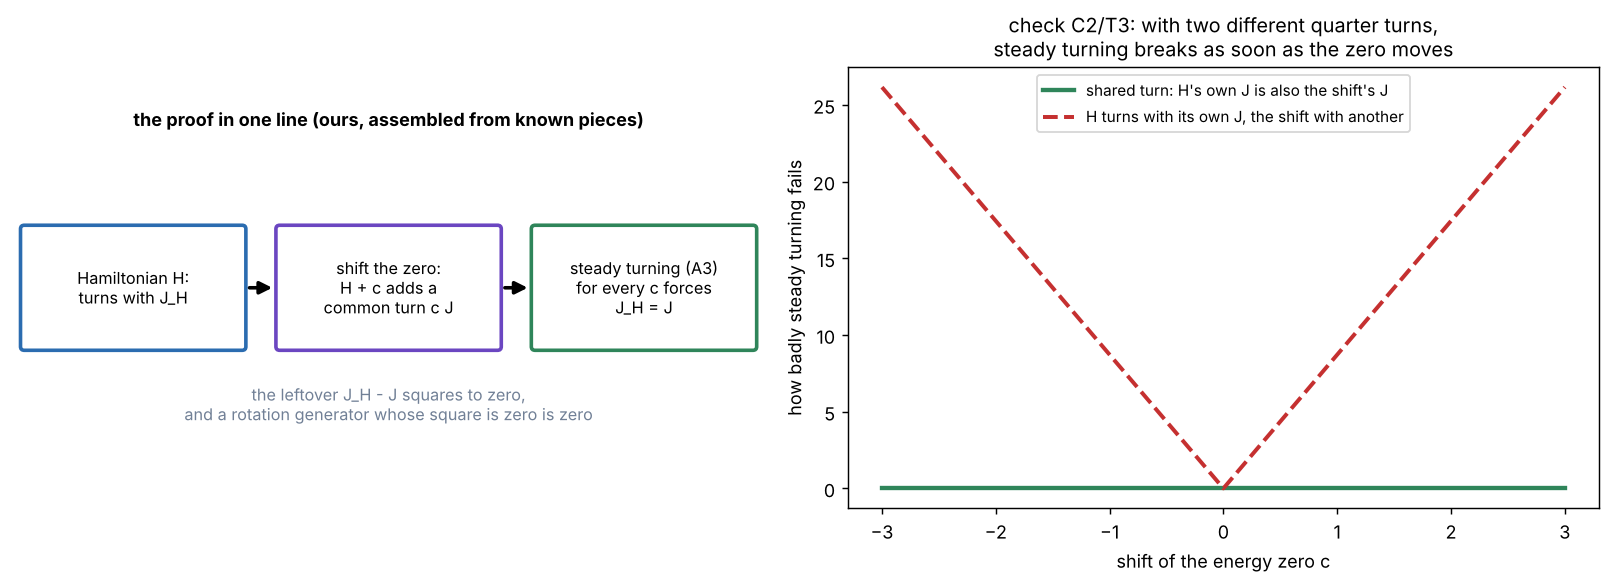 the proof in one line (ours, assembled from known pieces)
Hamiltonian H:
turns with J_H
shift the zero:
H + c adds a
common turn c J
steady turning (A3)
for every c forces
J_H = J
the leftover J_H - J squares to zero,
and a rotation generator whose square is zero is zero
check C2/T3: with two different quarter turns,
steady turning breaks as soon as the zero moves
shared turn: H's own J is also the shift's J
H turns with its own J, the shift with another
how badly steady turning fails
25
20
15
10
5
0
−3
−2
−1
0
1
2
3
shift of the energy zero c